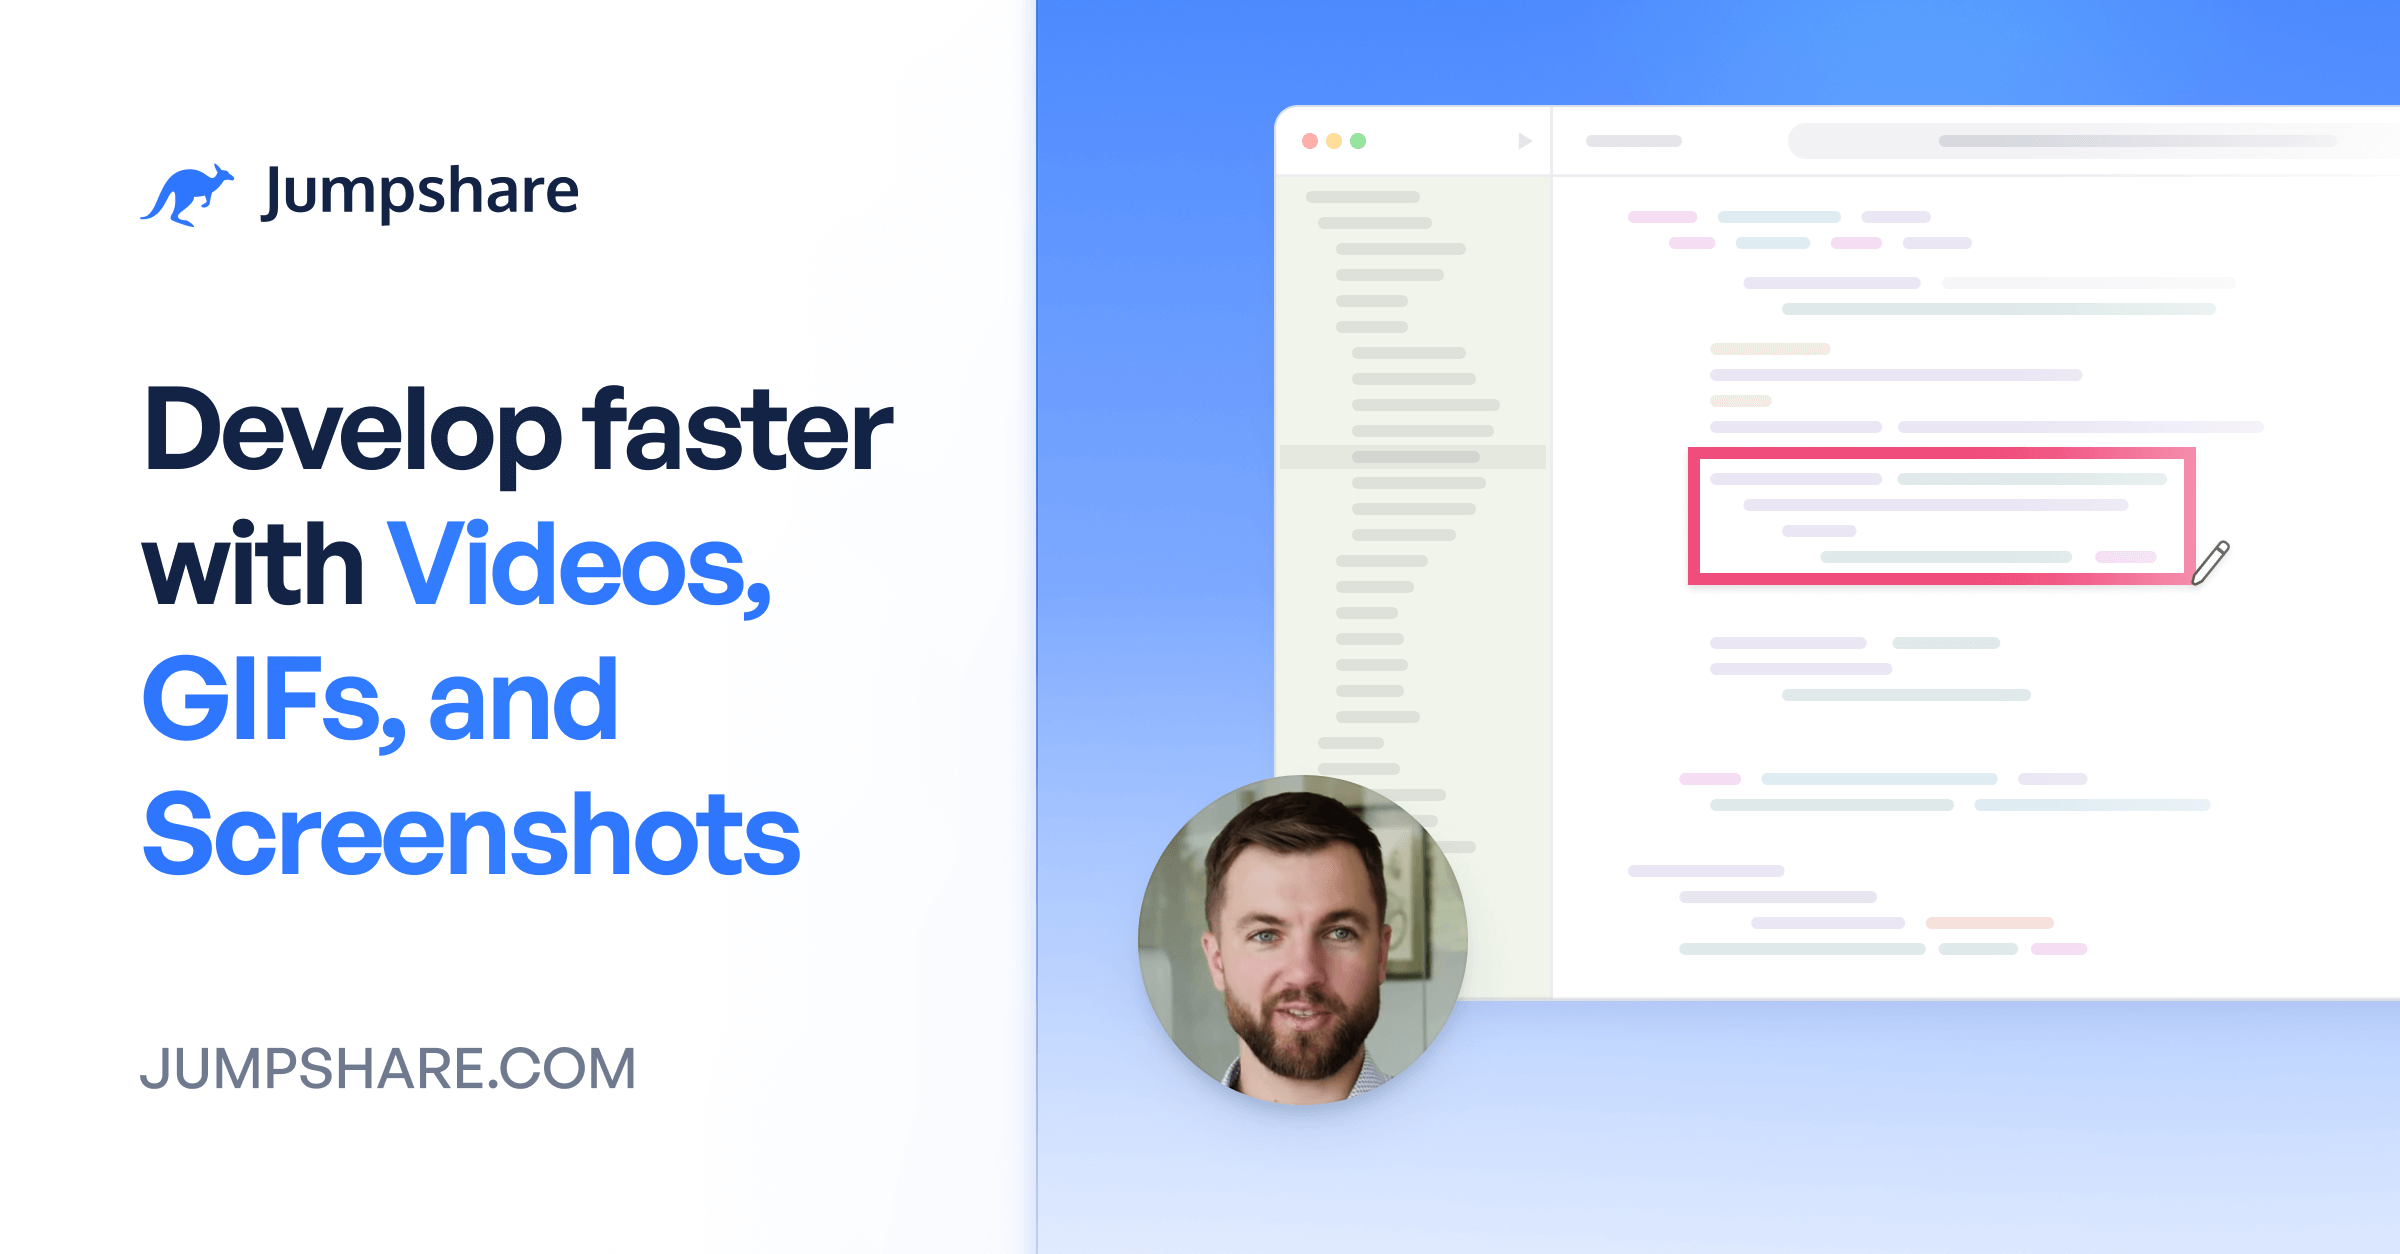 Jumpshare
Develop faster
with Videos,
GIFs, and
Screenshots
JUMPSHARE.COM